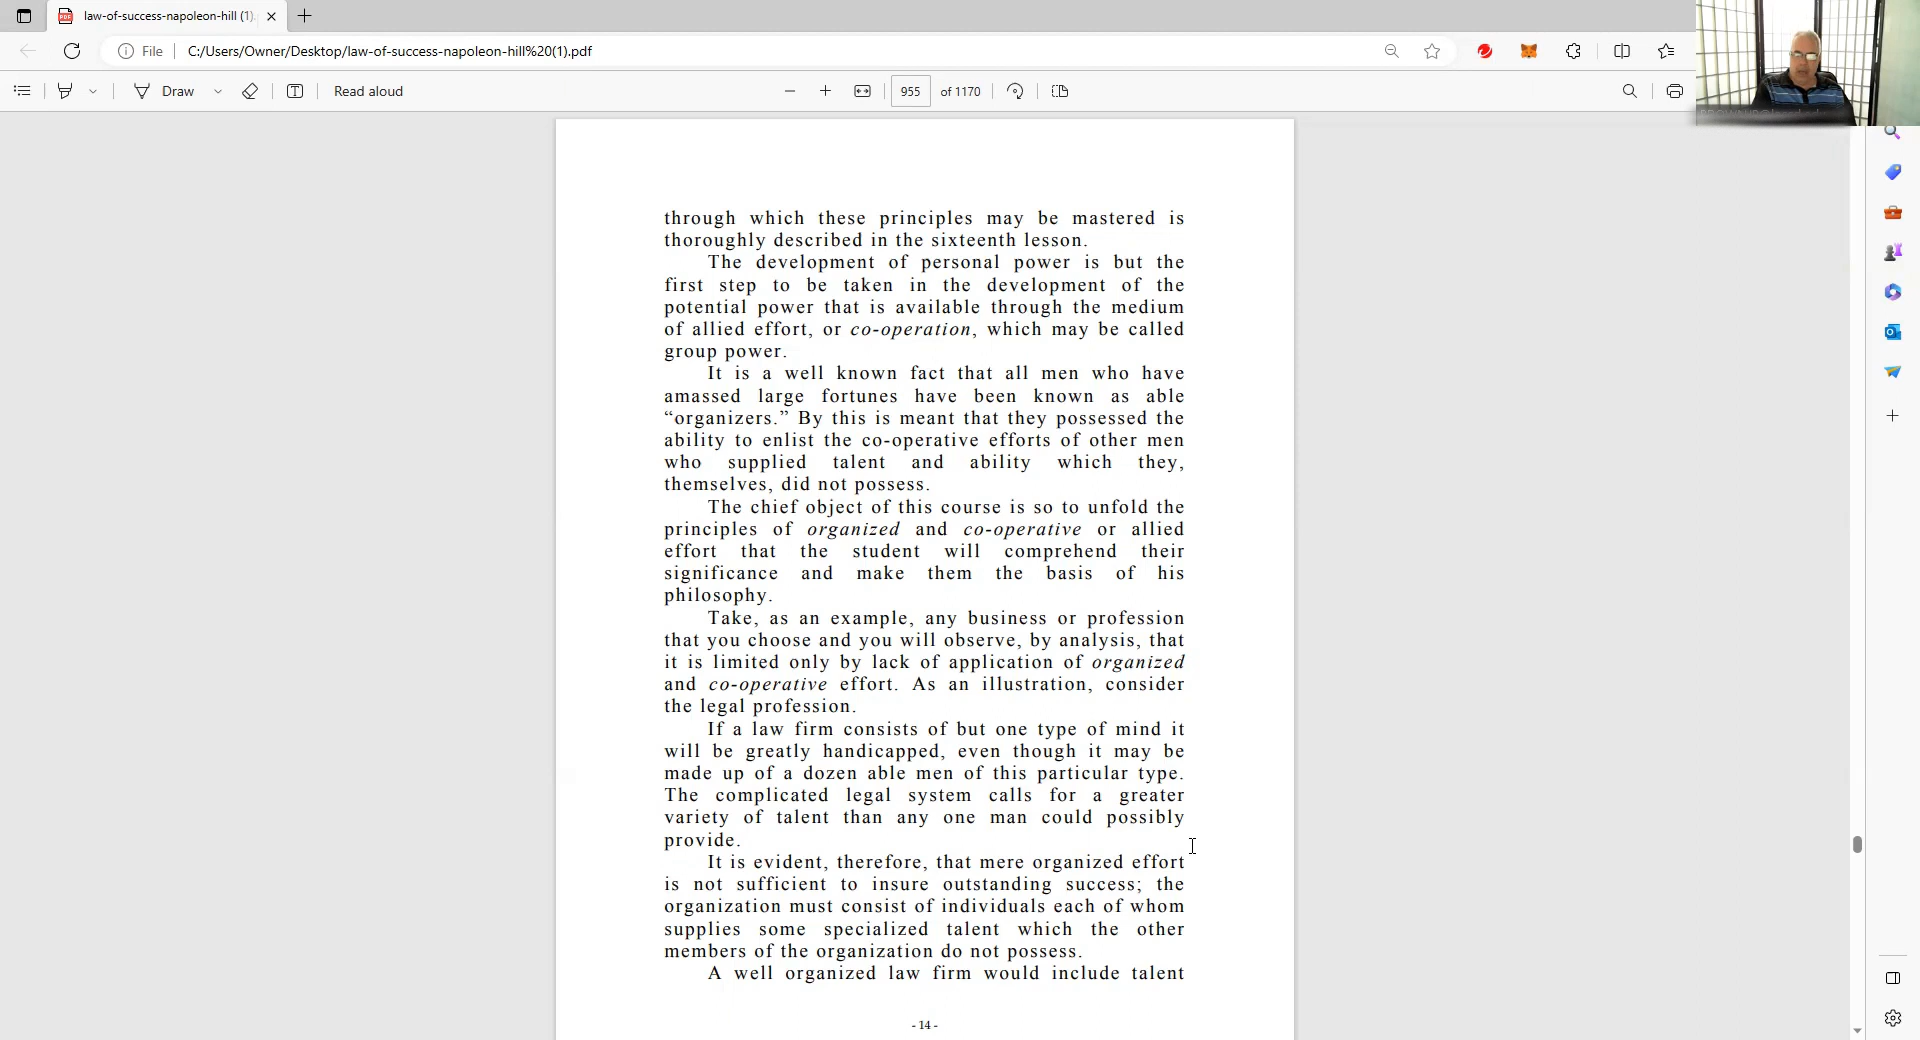 law-of-success-napoleon-hill (1).
File
C:/Users/Owner/Desktop/law-of-success-napoleon-hill%20(1).pdf
Draw
Read aloud
955
of 1170
through which these principles may be mastered is
thoroughly described in the sixteenth lesson.
The development of personal power is but the
first step to be taken in the development of the
potential power that is available through the medium
of allied effort, or co-operation, which may be called
group power.
It is a well known fact that all men who have
amassed large fortunes have been known as able
“organizers.” By this is meant that they possessed the
ability to enlist the co-operative efforts of other men
who supplied talent and ability which they,
themselves, did not possess.
The chief object of this course is so to unfold the
principles of organized and co-operative or allied
effort that the student will comprehend their
significance and make them the basis of his
philosophy.
Take, as an example, any business or profession
that you choose and you will observe, by analysis, that
it is limited only by lack of application of organized
and co-operative effort. As an illustration, consider
the legal profession.
If a law firm consists of but one type of mind it
will be greatly handicapped, even though it may be
made up of a dozen able men of this particular type.
The complicated legal system calls for a greater
variety of talent than any one man could possibly
provide.
It is evident, therefore, that mere organized effort
is not sufficient to insure outstanding success; the
organization must consist of individuals each of whom
supplies some specialized talent which the other
members of the organization do not possess.
A well organized law firm would include talent
- 14 -